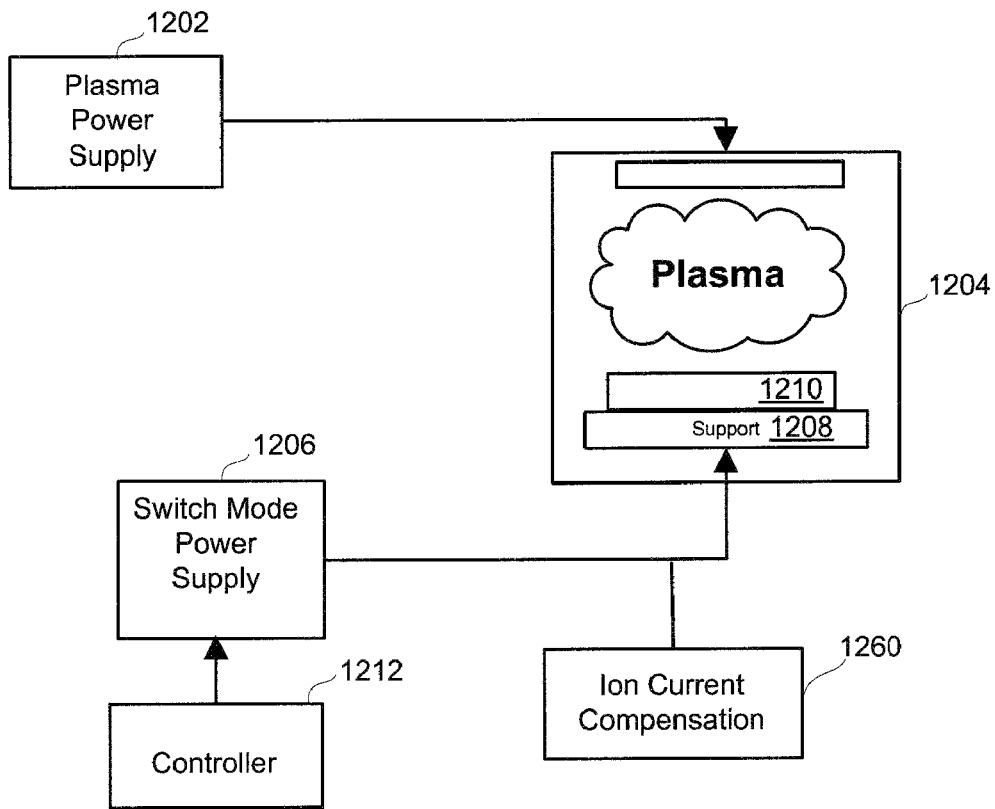 1202
Plasma
Power
Supply
Plasma
1204
1210
Support 1208
1206
Switch Mode
Power
Supply
1212
Controller
1260
Ion Current
Compensation